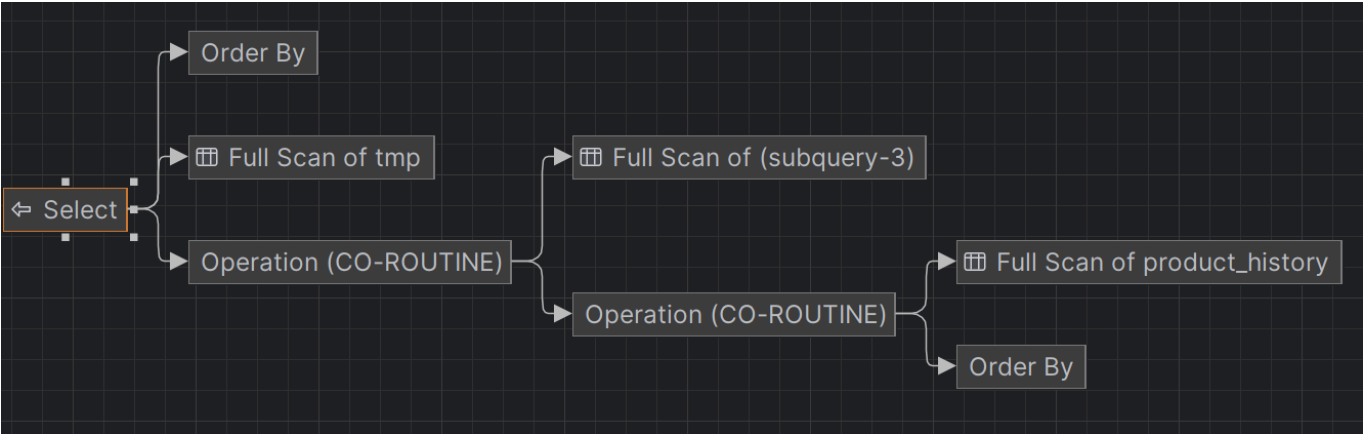 Order By
Full Scan of tmp
Full Scan of (subquery-3)
Select
Operation (CO-ROUTINE)
Full Scan of product_history
Operation (CO-ROUTINE)
Order By